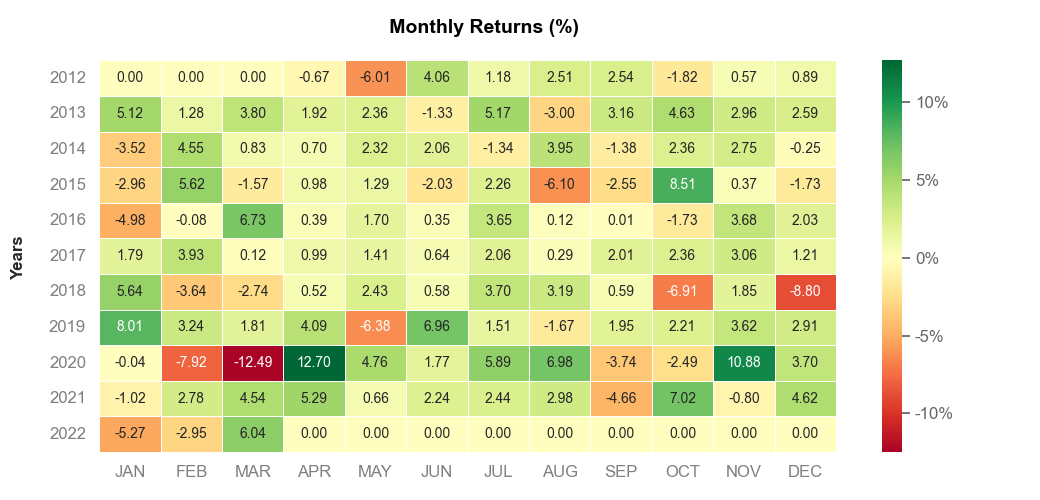 Monthly Returns (%)
Years
2012 0.00 0.00 0.00 -0.67 -6.01 4.06 1.18 2.51 2.54 -1.82 0.57 0.89
2013 5.12 1.28 3.80 1.92 2.36 -1.33 5.17 -3.00 3.16 4.63 2.96 2.59
2014 -3.52 4.55 0.83 0.70 2.32 2.06 -1.34 3.95 -1.38 2.36 2.75 -0.25
2015 -2.96 5.62 -1.57 0.98 1.29 -2.03 2.26 -6.10 -2.55 8.51 0.37 -1.73
2016 -4.98 -0.08 6.73 0.39 1.70 0.35 3.65 0.12 0.01 -1.73 3.68 2.03
2017 1.79 3.93 0.12 0.99 1.41 0.64 2.06 0.29 2.01 2.36 3.06 1.21
2018 5.64 -3.64 -2.74 0.52 2.43 0.58 3.70 3.19 0.59 -6.91 1.85 -8.80
2019 8.01 3.24 1.81 4.09 -6.38 6.96 1.51 -1.67 1.95 2.21 3.62 2.91
2020 -0.04 -7.92 -12.49 12.70 4.76 1.77 5.89 6.98 -3.74 -2.49 10.88 3.70
2021 -1.02 2.78 4.54 5.29 0.66 2.24 2.44 2.98 -4.66 7.02 -0.80 4.62
2022 -5.27 -2.95 6.04 0.00 0.00 0.00 0.00 0.00 0.00 0.00 0.00 0.00
JAN FEB MAR APR MAY JUN JUL AUG SEP OCT NOV DEC
10%
5%
0%
-5%
-10%